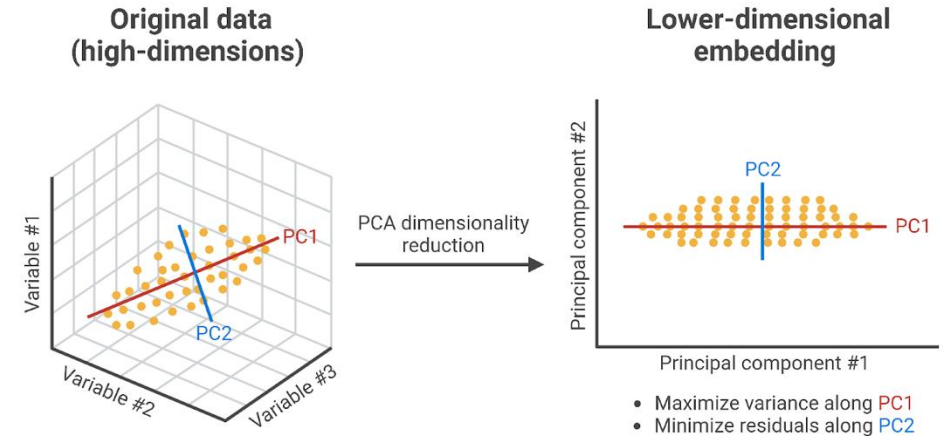 Original data
(high-dimensions)
Variable #1
Variable #2
Variable #3
PC1
PC2
PCA dimensionality
reduction
Lower-dimensional
embedding
Principal component #2
PC2
PC1
Principal component #1
• Maximize variance along PC1
• Minimize residuals along PC2